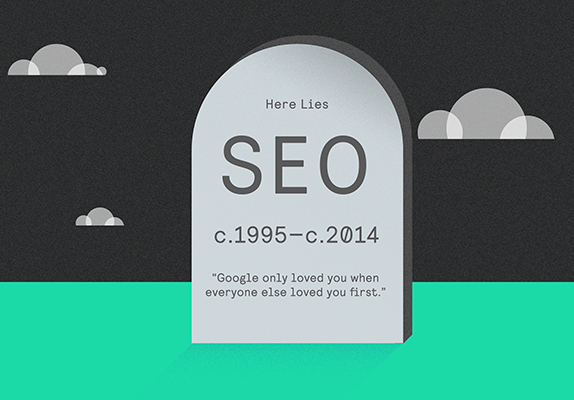 Here Lies
SEO
c.1995–c.2014
“Google only loved you when
everyone else loved you first.”